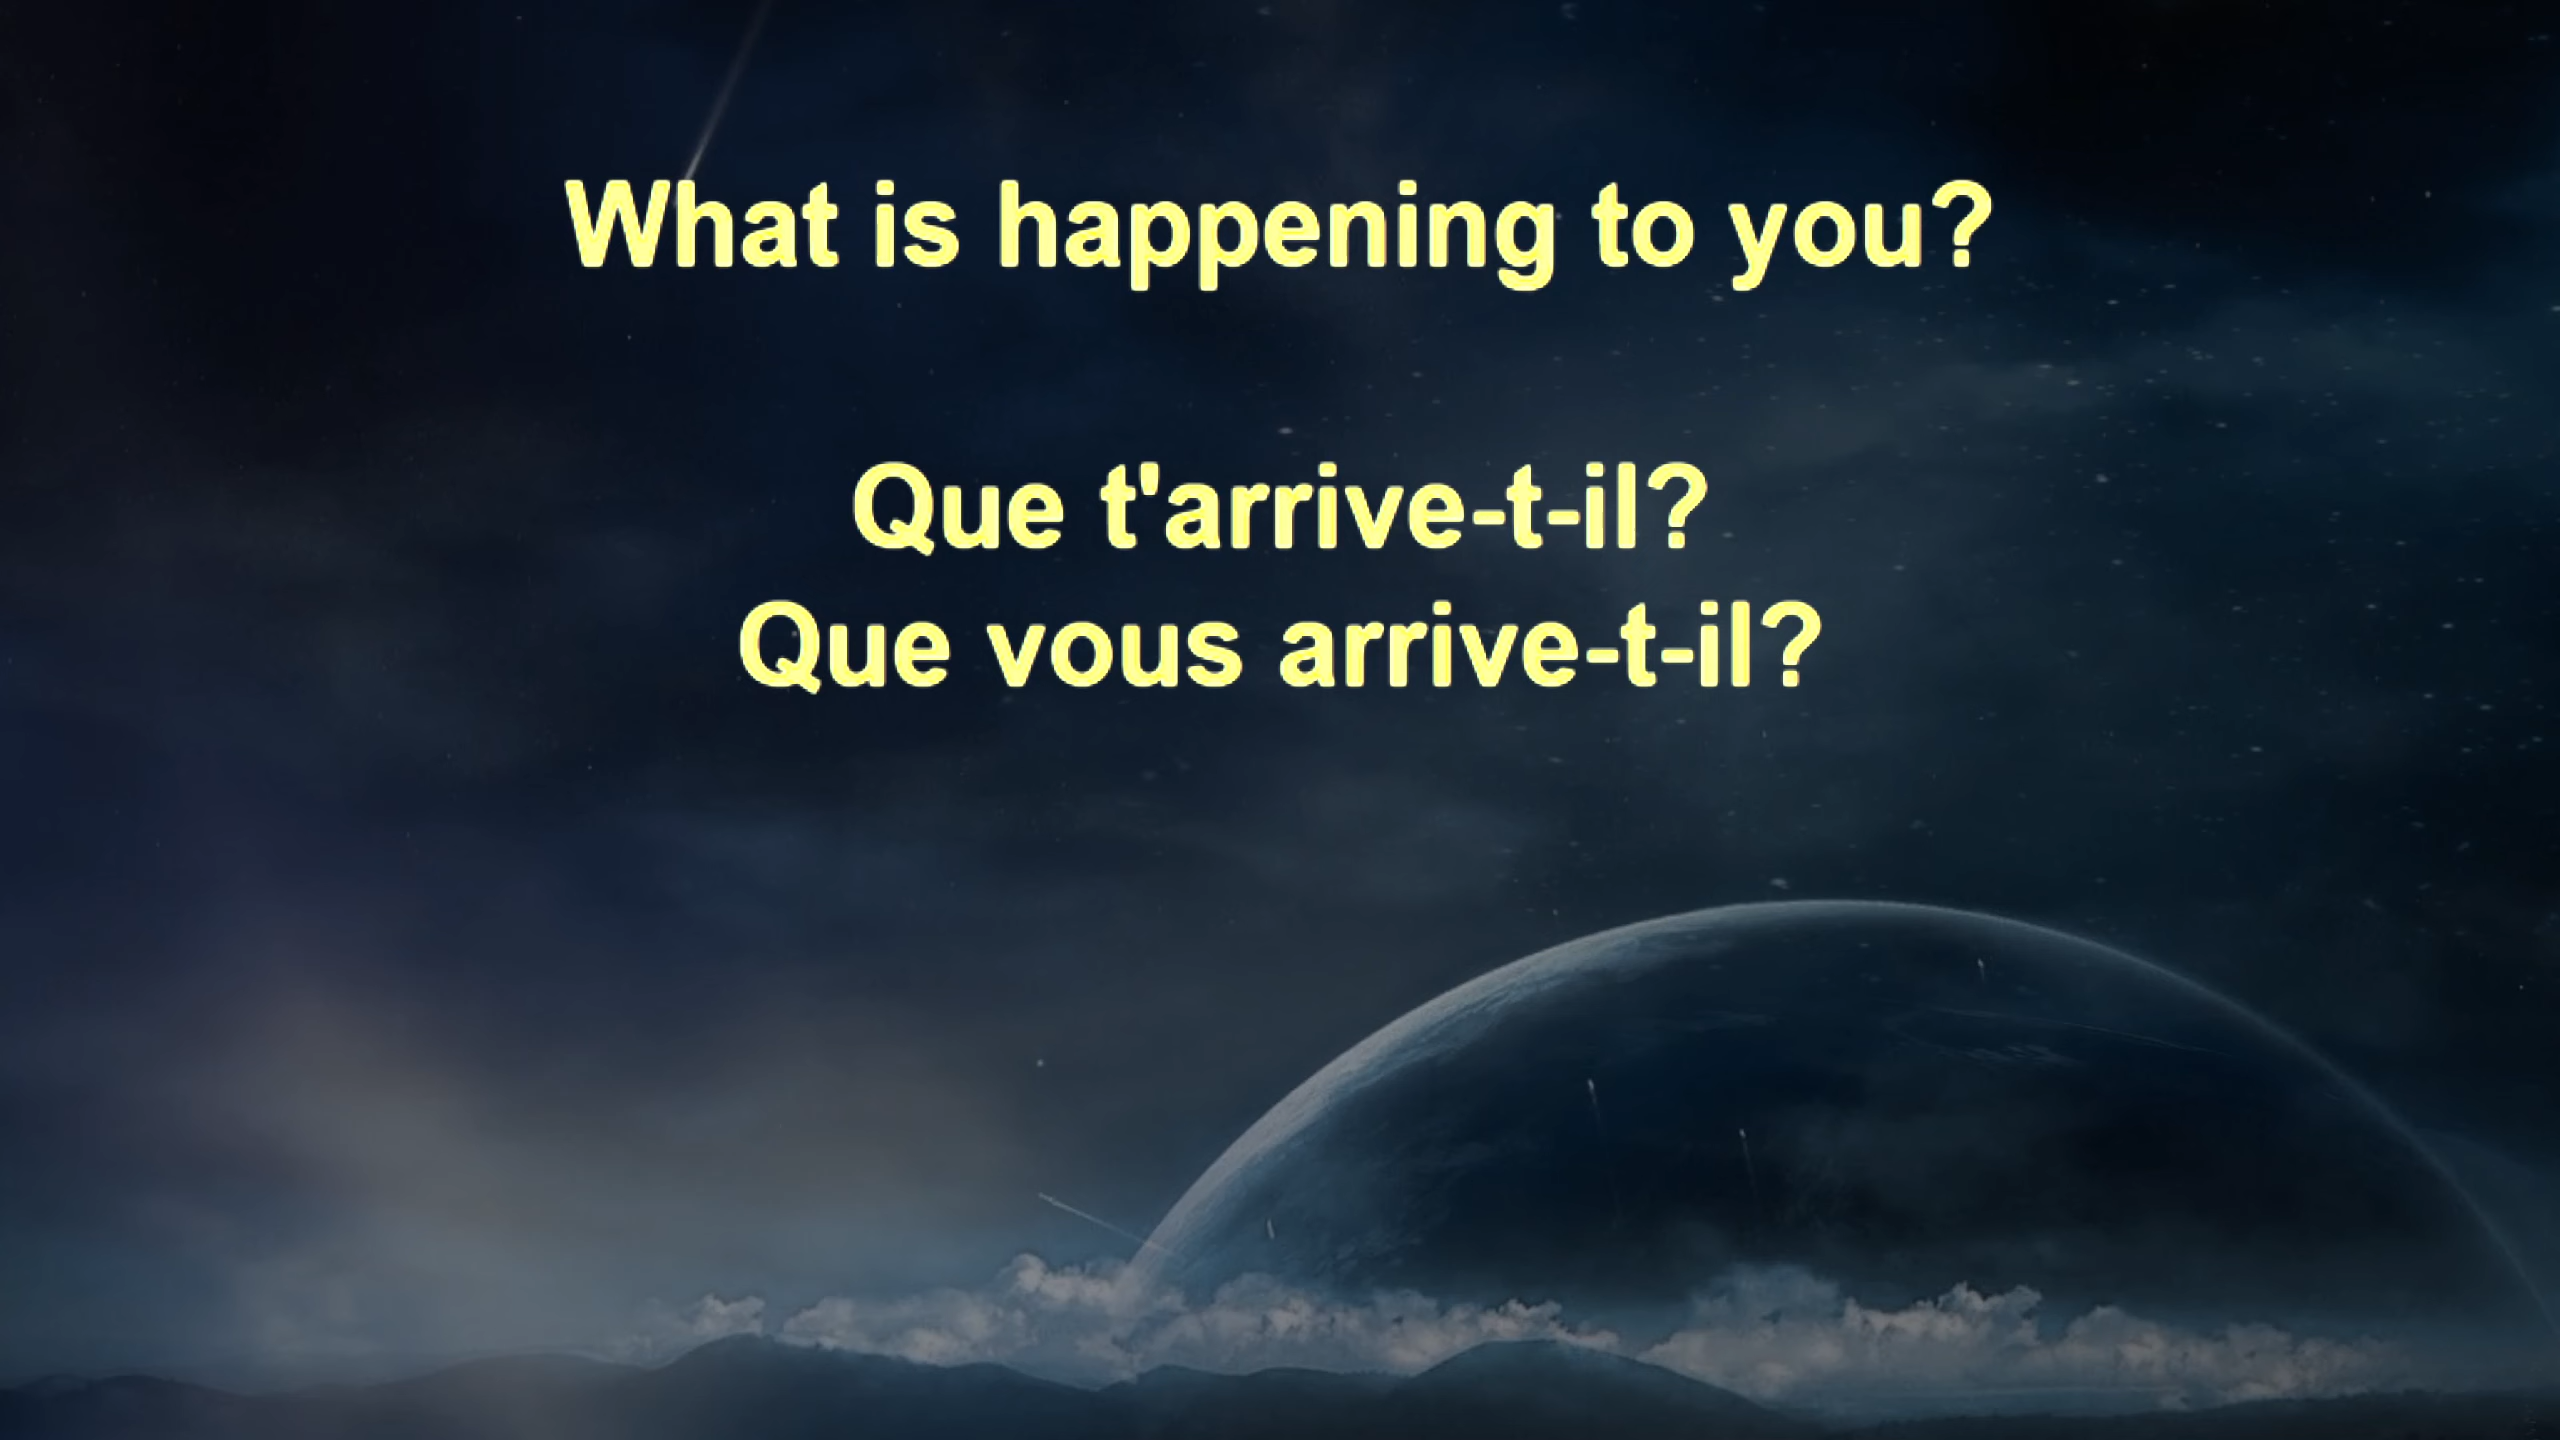 What is happening to you?
Que t'arrive-t-il?
Que vous arrive-t-il?